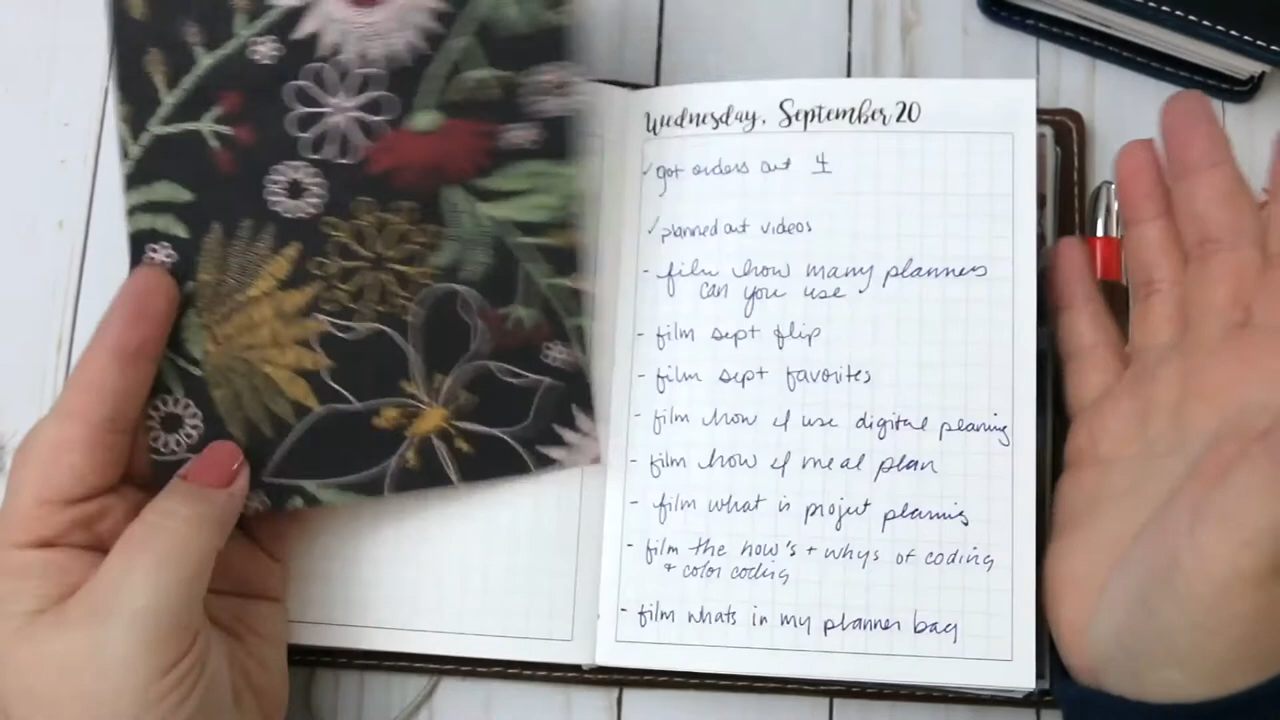 Wednesday, September 20
✓ got orders out 4
✓ planned out videos
- film how many planners
can you use
- film sept flip
- film sept favorites
- film how I use digital planing
- film how I meal plan
- film what is project planning
- film the how's + whys of coding
+ color coding
- film whats in my planner bag